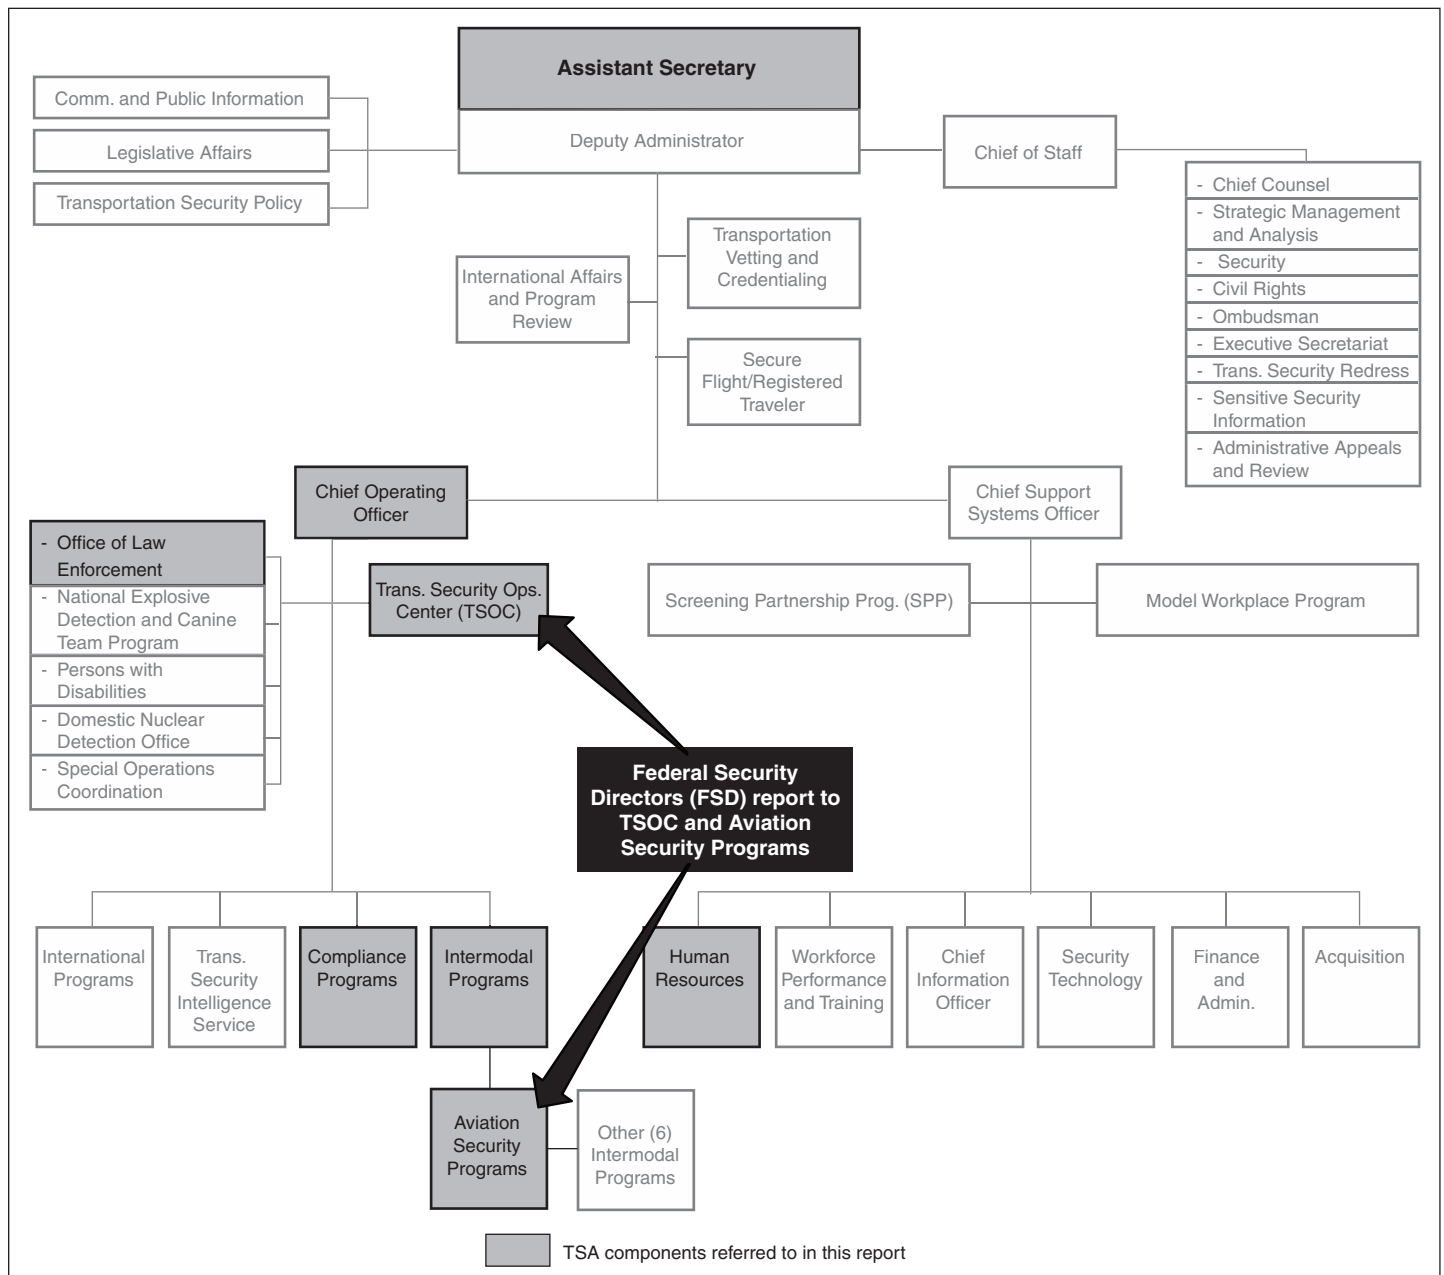 Assistant Secretary
Deputy Administrator
Comm. and Public Information
Legislative Affairs
Transportation Security Policy
Chief of Staff
- Chief Counsel
- Strategic Management
and Analysis
- Security
- Civil Rights
- Ombudsman
- Executive Secretariat
- Trans. Security Redress
- Sensitive Security
Information
- Administrative Appeals
and Review
Transportation
Vetting and
Credentialing
International Affairs
and Program
Review
Secure
Flight/Registered
Traveler
Chief Operating
Officer
Chief Support
Systems Officer
- Office of Law
Enforcement
- National Explosive
Detection and Canine
Team Program
- Persons with
Disabilities
- Domestic Nuclear
Detection Office
- Special Operations
Coordination
Trans. Security Ops.
Center (TSOC)
Screening Partnership Prog. (SPP)
Model Workplace Program
Federal Security
Directors (FSD) report to
TSOC and Aviation
Security Programs
International
Programs
Trans.
Security
Intelligence
Service
Compliance
Programs
Intermodal
Programs
Human
Resources
Workforce
Performance
and Training
Chief
Information
Officer
Security
Technology
Finance
and
Admin.
Acquisition
Aviation
Security
Programs
Other (6)
Intermodal
Programs
TSA components referred to in this report